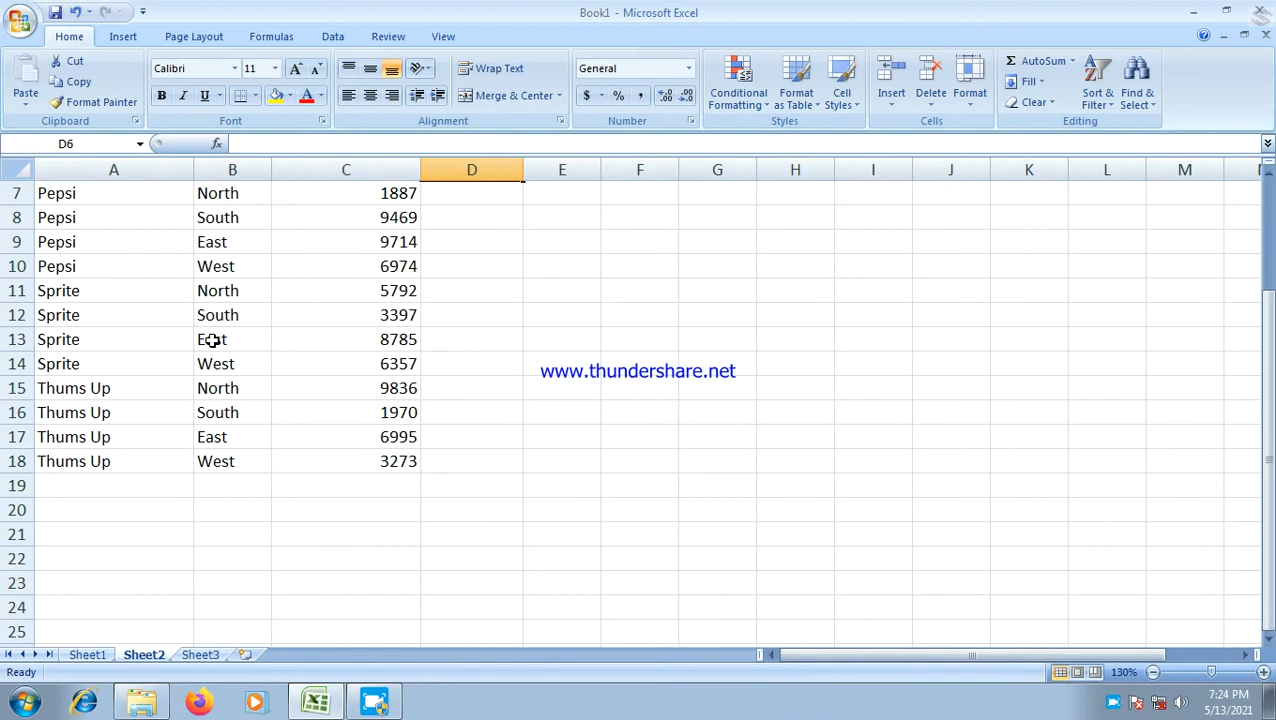 Book1 - Microsoft Excel
Home Insert Page Layout Formulas Data Review View
Paste
Cut
Copy
Format Painter
Clipboard
Calibri 11
B I U
Font
Wrap Text
Merge & Center
Alignment
General
$ % ,
Number
Conditional Formatting
Format as Table
Cell Styles
Styles
Insert Delete Format
Cells
Σ AutoSum
Fill
Clear
Sort & Filter
Find & Select
Editing
D6 fx
A B C D E F G H I J K L M
7 Pepsi North 1887
8 Pepsi South 9469
9 Pepsi East 9714
10 Pepsi West 6974
11 Sprite North 5792
12 Sprite South 3397
13 Sprite East 8785
14 Sprite West 6357
www.thundershare.net
15 Thums Up North 9836
16 Thums Up South 1970
17 Thums Up East 6995
18 Thums Up West 3273
19
20
21
22
23
24
25
Sheet1 Sheet2 Sheet3
Ready 130%
7:24 PM
5/13/2021